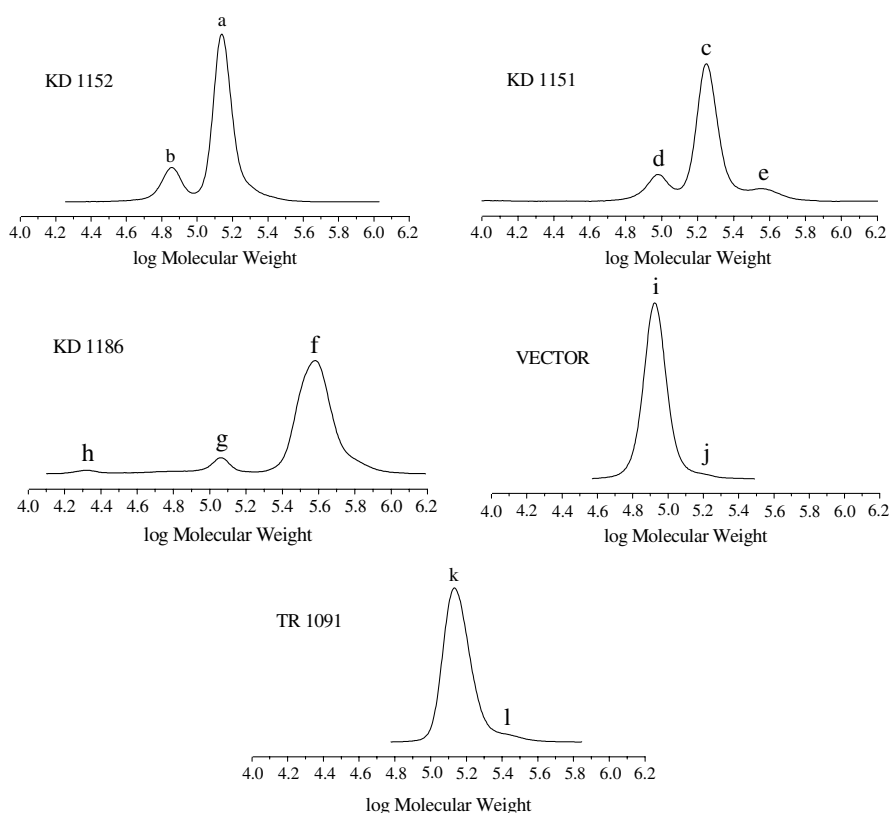 a
KD 1152
b
4.0 4.2 4.4 4.6 4.8 5.0 5.2 5.4 5.6 5.8 6.0 6.2
log Molecular Weight
c
KD 1151
d
e
4.0 4.2 4.4 4.6 4.8 5.0 5.2 5.4 5.6 5.8 6.0 6.2
log Molecular Weight
KD 1186
f
g
h
4.0 4.2 4.4 4.6 4.8 5.0 5.2 5.4 5.6 5.8 6.0 6.2
log Molecular Weight
i
VECTOR
j
4.0 4.2 4.4 4.6 4.8 5.0 5.2 5.4 5.6 5.8 6.0 6.2
log Molecular Weight
k
TR 1091
l
4.0 4.2 4.4 4.6 4.8 5.0 5.2 5.4 5.6 5.8 6.0 6.2
log Molecular Weight